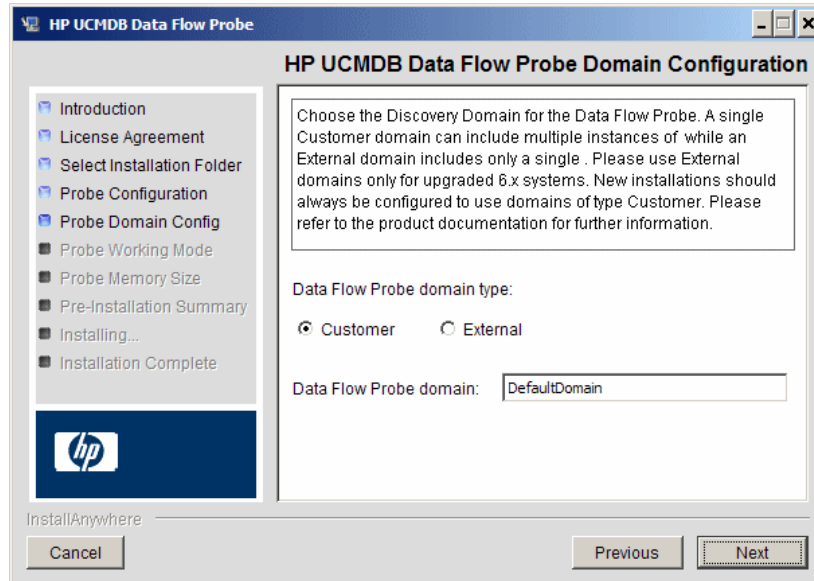 HP UCMDB Data Flow Probe
HP UCMDB Data Flow Probe Domain Configuration
Introduction
License Agreement
Select Installation Folder
Probe Configuration
Probe Domain Config
Probe Working Mode
Probe Memory Size
Pre-Installation Summary
Installing...
Installation Complete
hp
Choose the Discovery Domain for the Data Flow Probe. A single
Customer domain can include multiple instances of while an
External domain includes only a single . Please use External
domains only for upgraded 6.x systems. New installations should
always be configured to use domains of type Customer. Please
refer to the product documentation for further information.
Data Flow Probe domain type:
Customer External
Data Flow Probe domain: DefaultDomain
InstallAnywhere
Cancel Previous Next